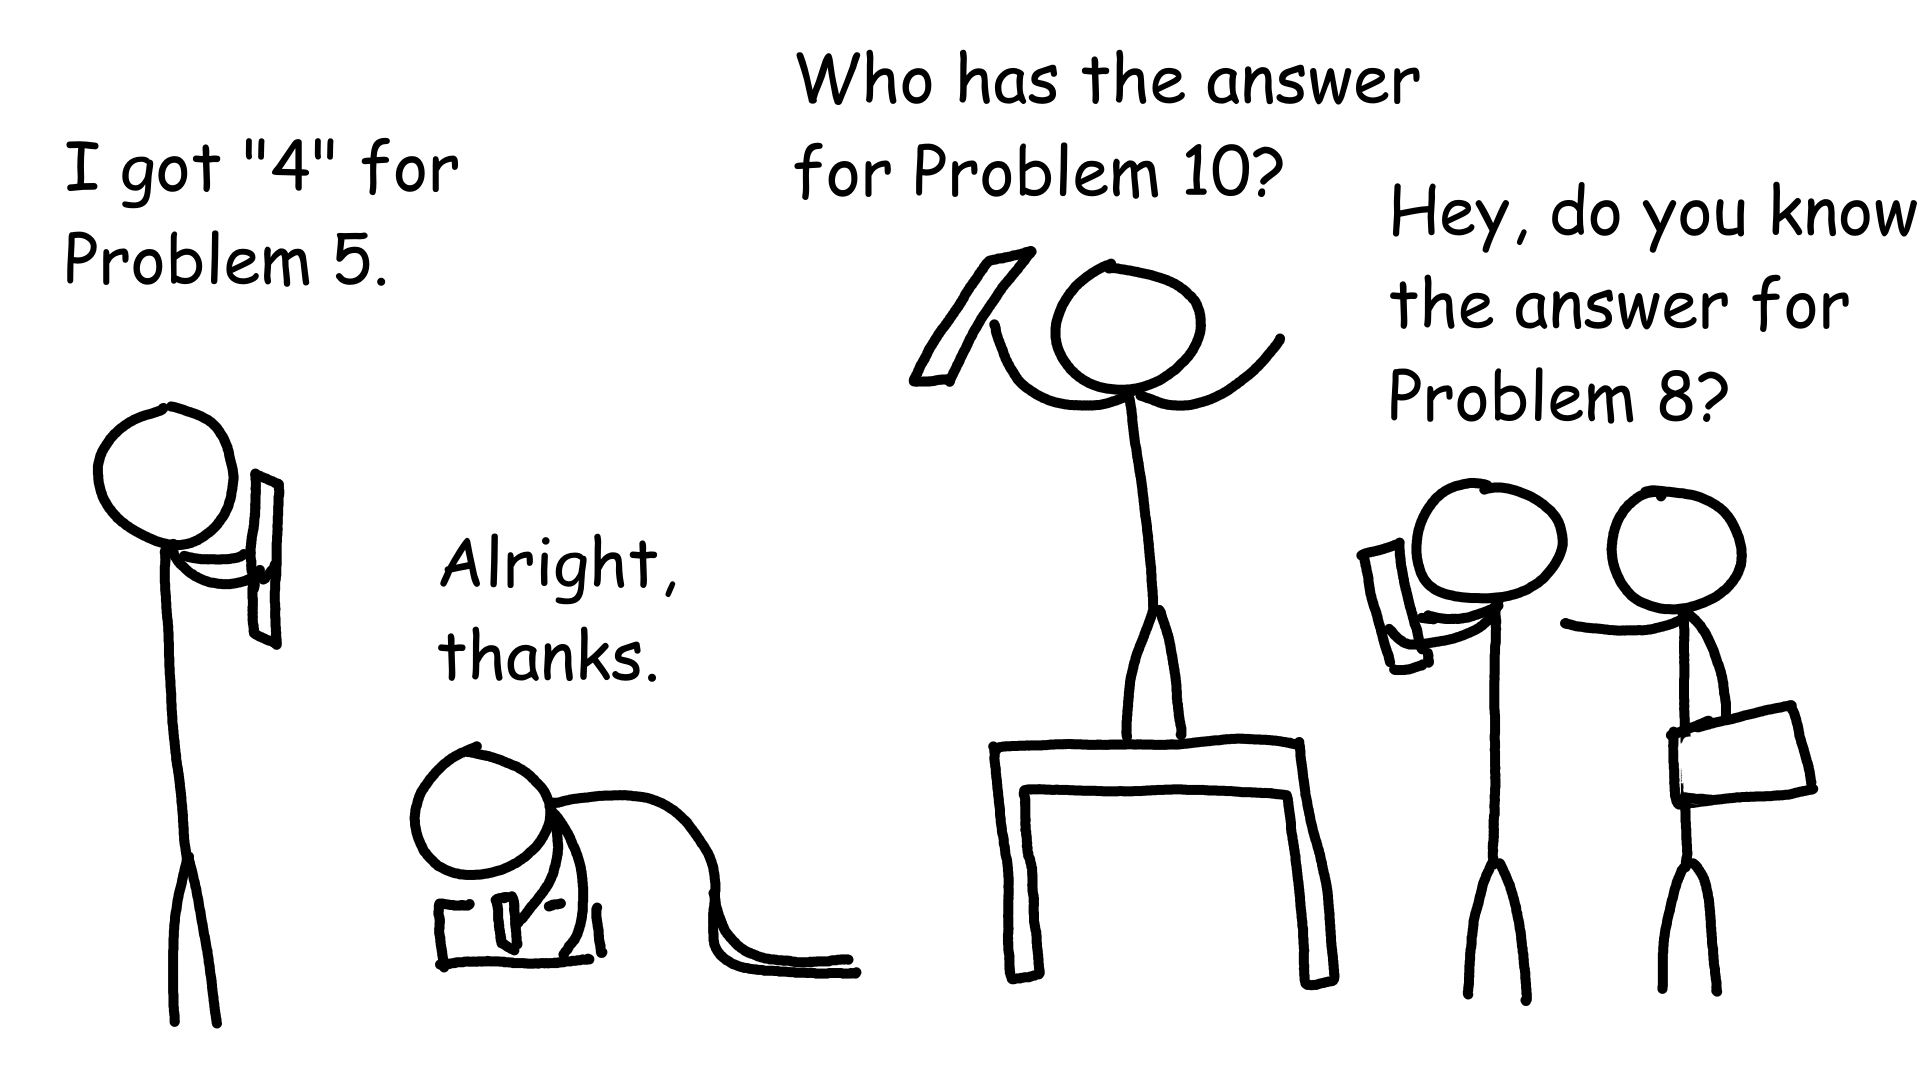 I got "4" for
Problem 5.
Alright,
thanks.
Who has the answer
for Problem 10?
Hey, do you know
the answer for
Problem 8?